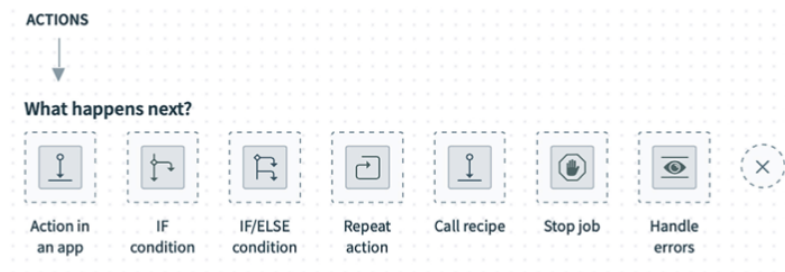 ACTIONS
What happens next?
Action in
an app
IF
condition
IF/ELSE
condition
Repeat
action
Call recipe
Stop job
Handle
errors